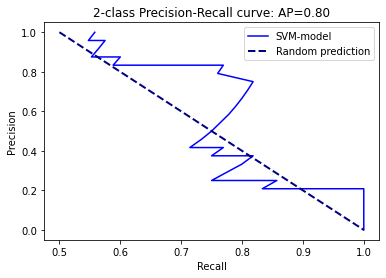 2-class Precision-Recall curve: AP=0.80
SVM-model
Random prediction
Precision
1.0
0.8
0.6
0.4
0.2
0.0
0.5 0.6 0.7 0.8 0.9 1.0
Recall